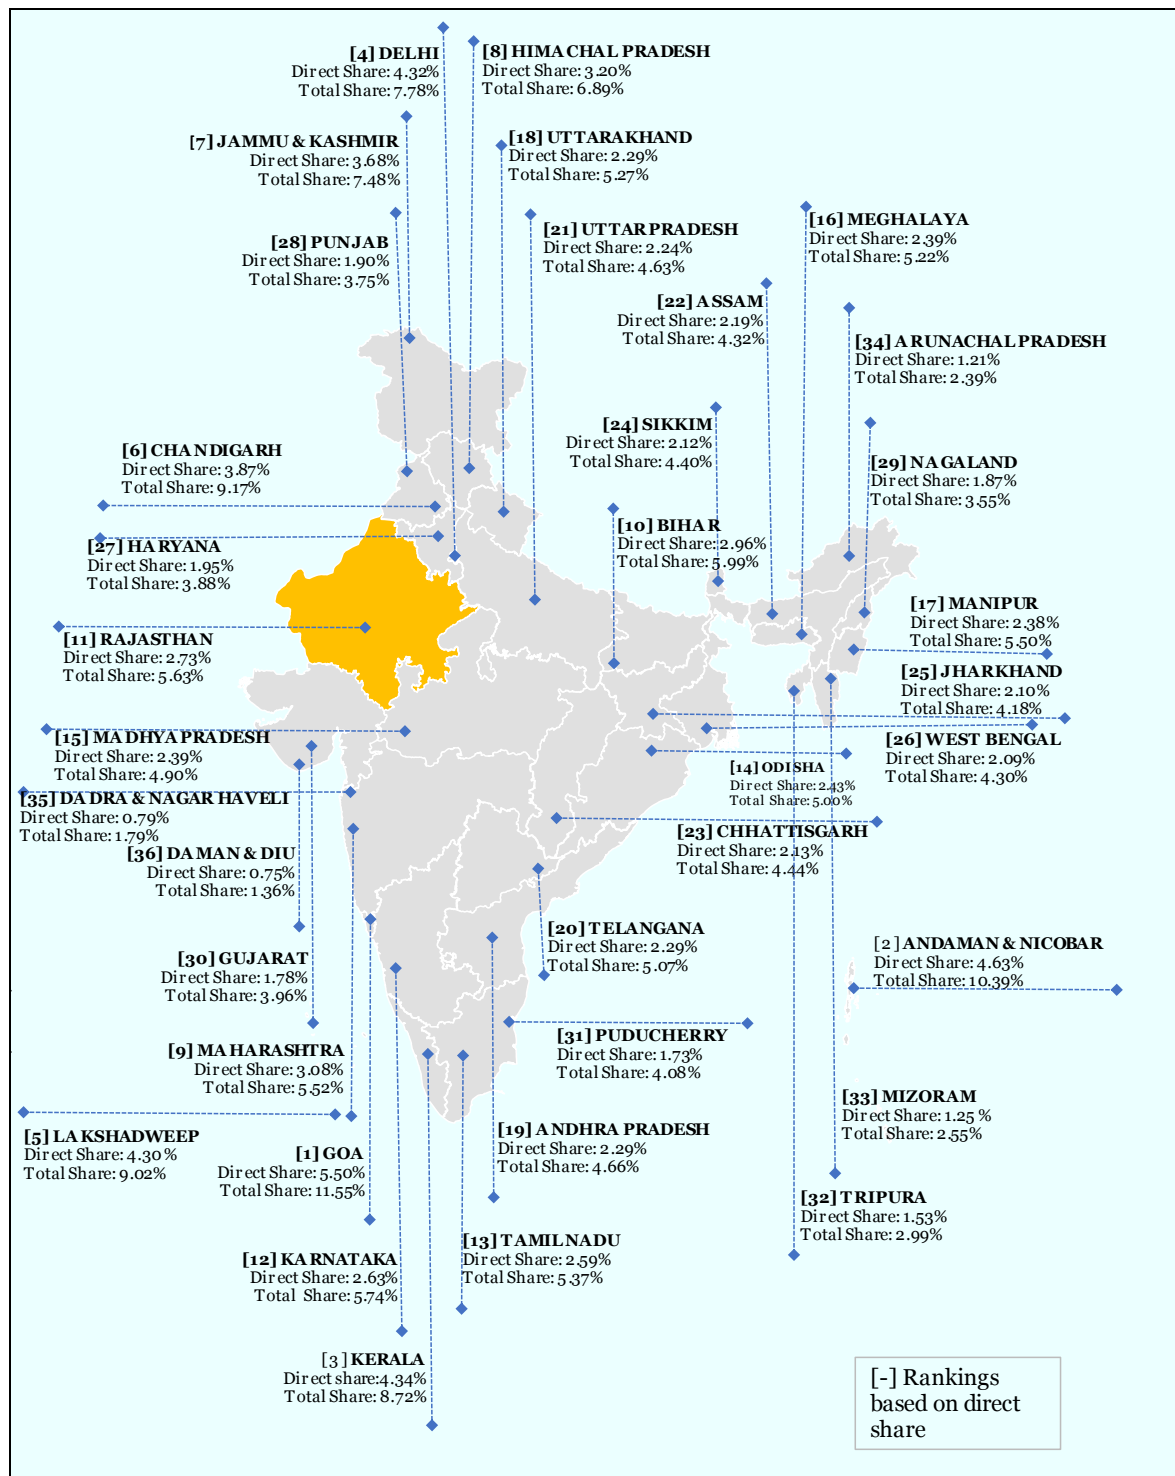 [4] DELHI
Direct Share: 4.32%
Total Share: 7.78%
[8] HIMACHAL PRADESH
Direct Share: 3.20%
Total Share: 6.89%
[7] JAMMU & KASHMIR
Direct Share: 3.68%
Total Share: 7.48%
[18] UTTARAKHAND
Direct Share: 2.29%
Total Share: 5.27%
[28] PUNJAB
Direct Share: 1.90%
Total Share: 3.75%
[21] UTTAR PRADESH
Direct Share: 2.24%
Total Share: 4.63%
[16] MEGHALAYA
Direct Share: 2.39%
Total Share: 5.22%
[22] ASSAM
Direct Share: 2.19%
Total Share: 4.32%
[34] ARUNACHAL PRADESH
Direct Share: 1.21%
Total Share: 2.39%
[24] SIKKIM
Direct Share: 2.12%
Total Share: 4.40%
[6] CHANDIGARH
Direct Share: 3.87%
Total Share: 9.17%
[29] NAGALAND
Direct Share: 1.87%
Total Share: 3.55%
[10] BIHAR
Direct Share: 2.96%
Total Share: 5.99%
[27] HARYANA
Direct Share: 1.95%
Total Share: 3.88%
[17] MANIPUR
Direct Share: 2.38%
Total Share: 5.50%
[11] RAJASTHAN
Direct Share: 2.73%
Total Share: 5.63%
[25] JHARKHAND
Direct Share: 2.10%
Total Share: 4.18%
[15] MADHYA PRADESH
Direct Share: 2.39%
Total Share: 4.90%
[26] WEST BENGAL
Direct Share: 2.09%
Total Share: 4.30%
[14] ODISHA
Direct Share: 2.43%
Total Share: 5.00%
[35] DADRA & NAGAR HAVELI
Direct Share: 0.79%
Total Share: 1.79%
[23] CHHATTISGARH
Direct Share: 2.13%
Total Share: 4.44%
[36] DAMAN & DIU
Direct Share: 0.75%
Total Share: 1.36%
[20] TELANGANA
Direct Share: 2.29%
Total Share: 5.07%
[2] ANDAMAN & NICOBAR
Direct Share: 4.63%
Total Share: 10.39%
[30] GUJARAT
Direct Share: 1.78%
Total Share: 3.96%
[31] PUDUCHERRY
Direct Share: 1.73%
Total Share: 4.08%
[9] MAHARASHTRA
Direct Share: 3.08%
Total Share: 5.52%
[33] MIZORAM
Direct Share: 1.25 %
Total Share: 2.55%
[5] LAKSHADWEEP
Direct Share: 4.30 %
Total Share: 9.02%
[19] ANDHRA PRADESH
Direct Share: 2.29%
Total Share: 4.66%
[1] GOA
Direct Share: 5.50%
Total Share: 11.55%
[32] TRIPURA
Direct Share: 1.53%
Total Share: 2.99%
[13] TAMIL NADU
Direct Share: 2.59%
Total Share: 5.37%
[12] KARNATAKA
Direct Share: 2.63%
Total Share: 5.74%
[3] KERALA
Direct share: 4.34%
Total Share: 8.72%
[-] Rankings
based on direct
share